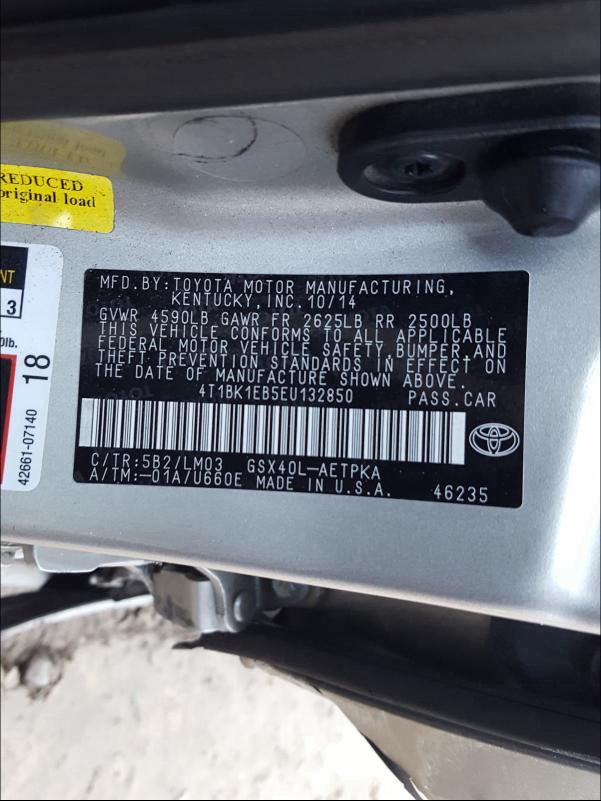 REDUCED
original load
NT
3
0lb.
18
42661-07140
MFD.BY:TOYOTA MOTOR MANUFACTURING,
KENTUCKY,INC.10/14
GVWR 4590LB GAWR FR 2625LB RR 2500LB
THIS VEHICLE CONFORMS TO ALL APPLICABLE
FEDERAL MOTOR VEHICLE SAFETY,BUMPER,AND
THEFT PREVENTION STANDARDS IN EFFECT ON
THE DATE OF MANUFACTURE SHOWN ABOVE.
4T1BK1EB5EU132850 PASS.CAR
C/TR:5B2/LM03 GSX40L-AETPKA
A/TM:-01A/U660E MADE IN U.S.A. 46235